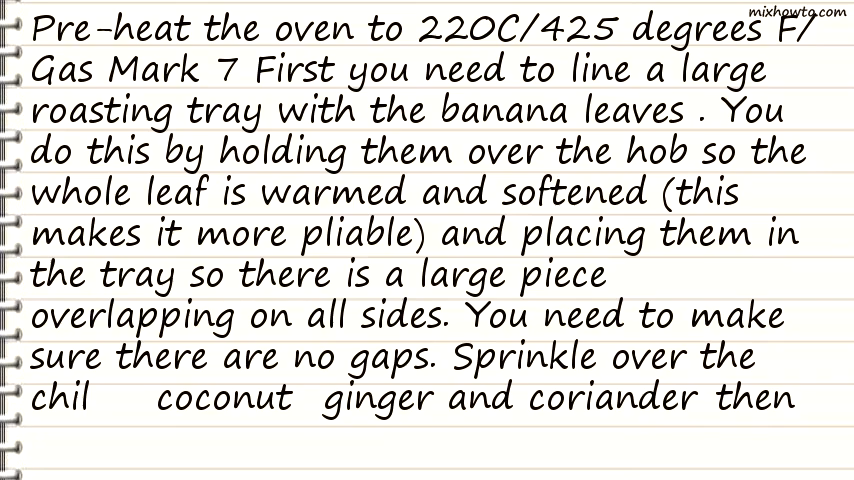 mixhowto.com
Pre-heat the oven to 220C/425 degrees F/
Gas Mark 7 First you need to line a large
roasting tray with the banana leaves . You
do this by holding them over the hob so the
whole leaf is warmed and softened (this
makes it more pliable) and placing them in
the tray so there is a large piece
overlapping on all sides. You need to make
sure there are no gaps. Sprinkle over the
chil coconut ginger and coriander then